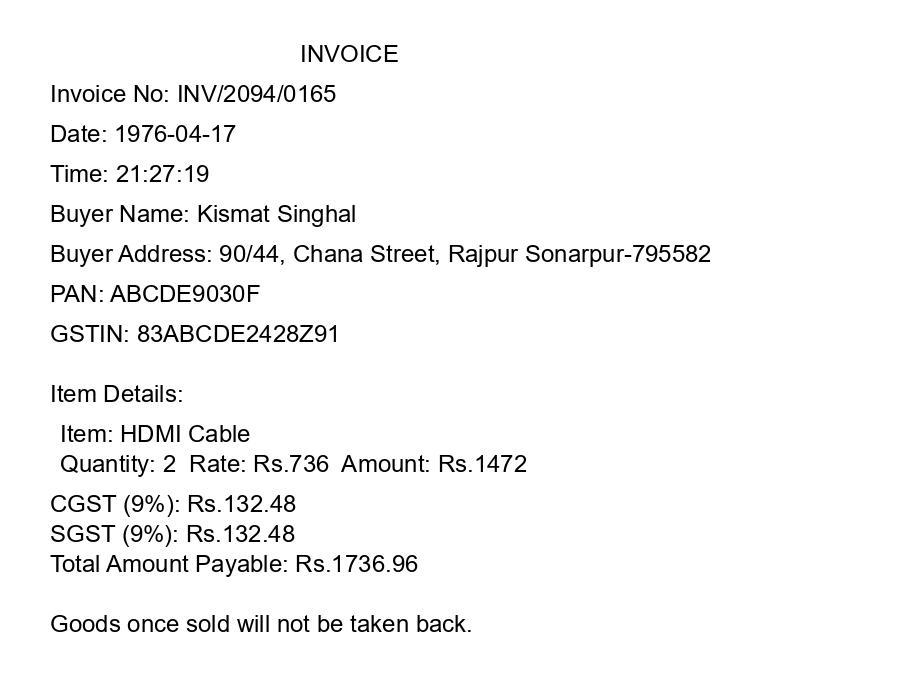 INVOICE
Invoice No: INV/2094/0165
Date: 1976-04-17
Time: 21:27:19
Buyer Name: Kismat Singhal
Buyer Address: 90/44, Chana Street, Rajpur Sonarpur-795582
PAN: ABCDE9030F
GSTIN: 83ABCDE2428Z91
Item Details:
Item: HDMI Cable
Quantity: 2  Rate: Rs.736  Amount: Rs.1472
CGST (9%): Rs.132.48
SGST (9%): Rs.132.48
Total Amount Payable: Rs.1736.96
Goods once sold will not be taken back.